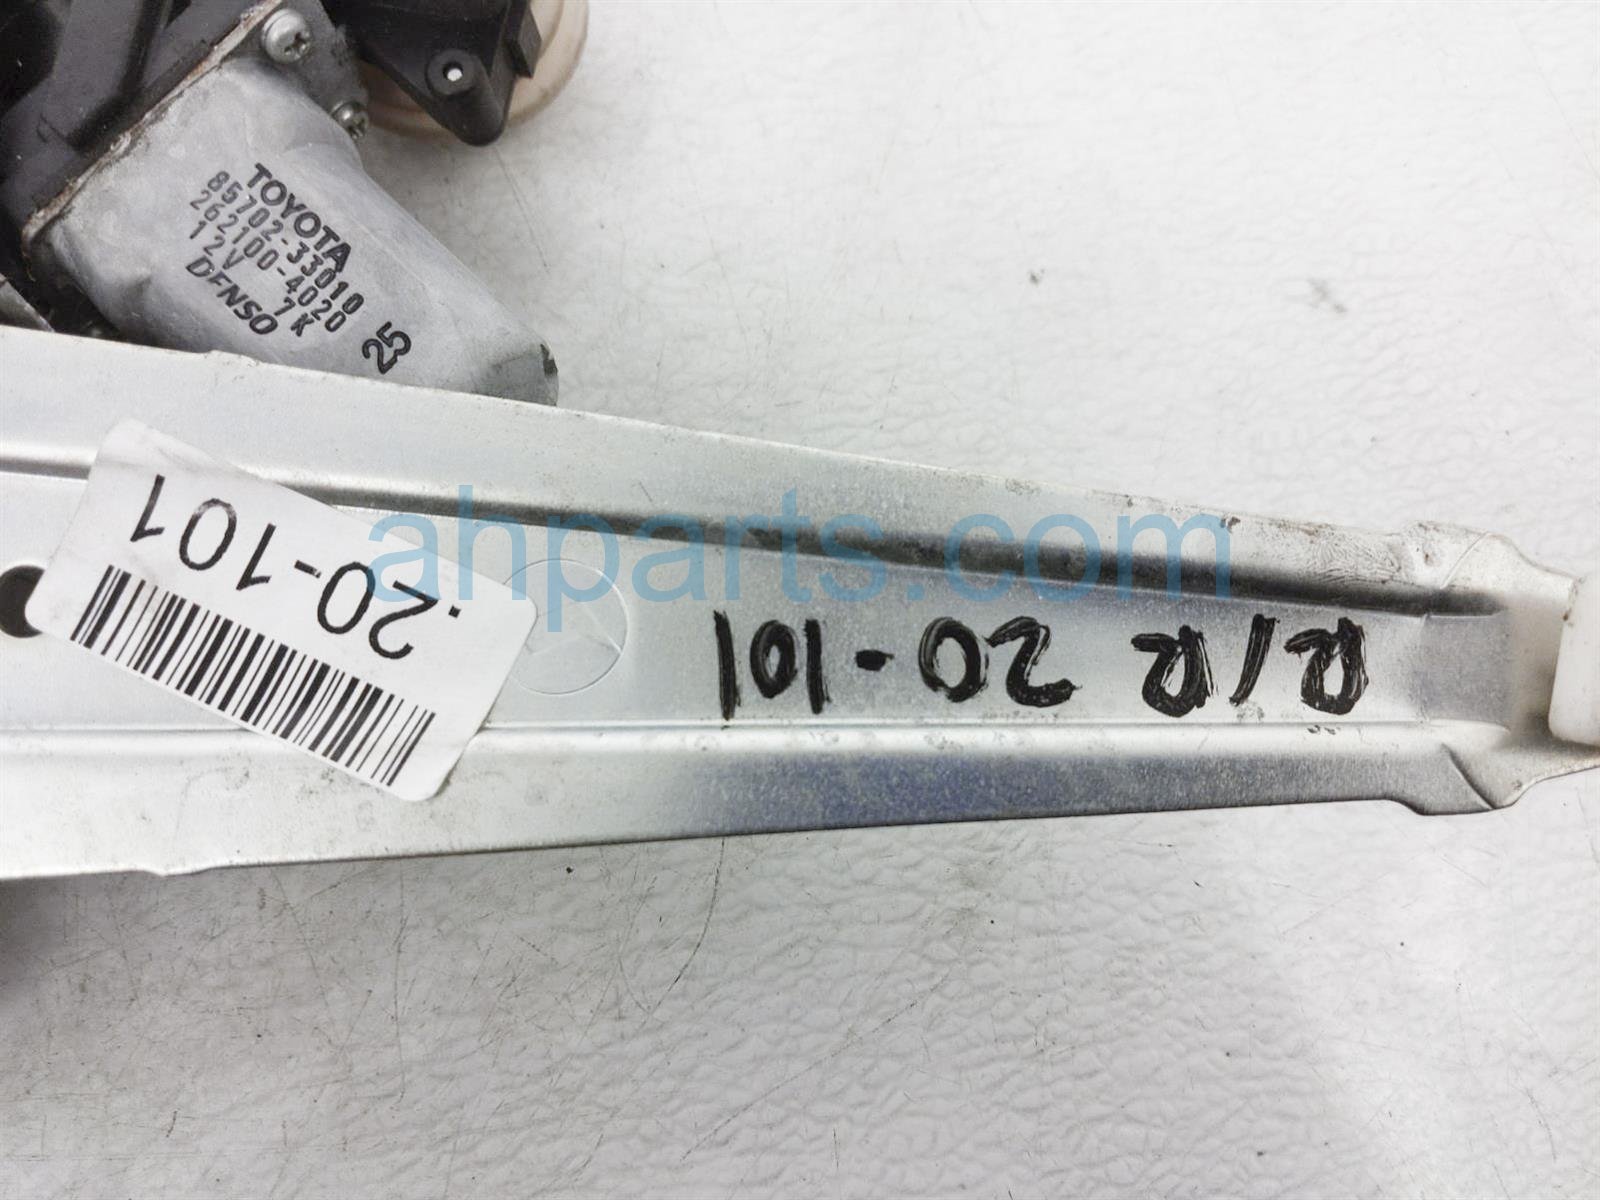 TOYOTA
85702-33010
262100-4020
12V 7K
DENSO
25
.20-101
R/R 20-101
ahparts.com